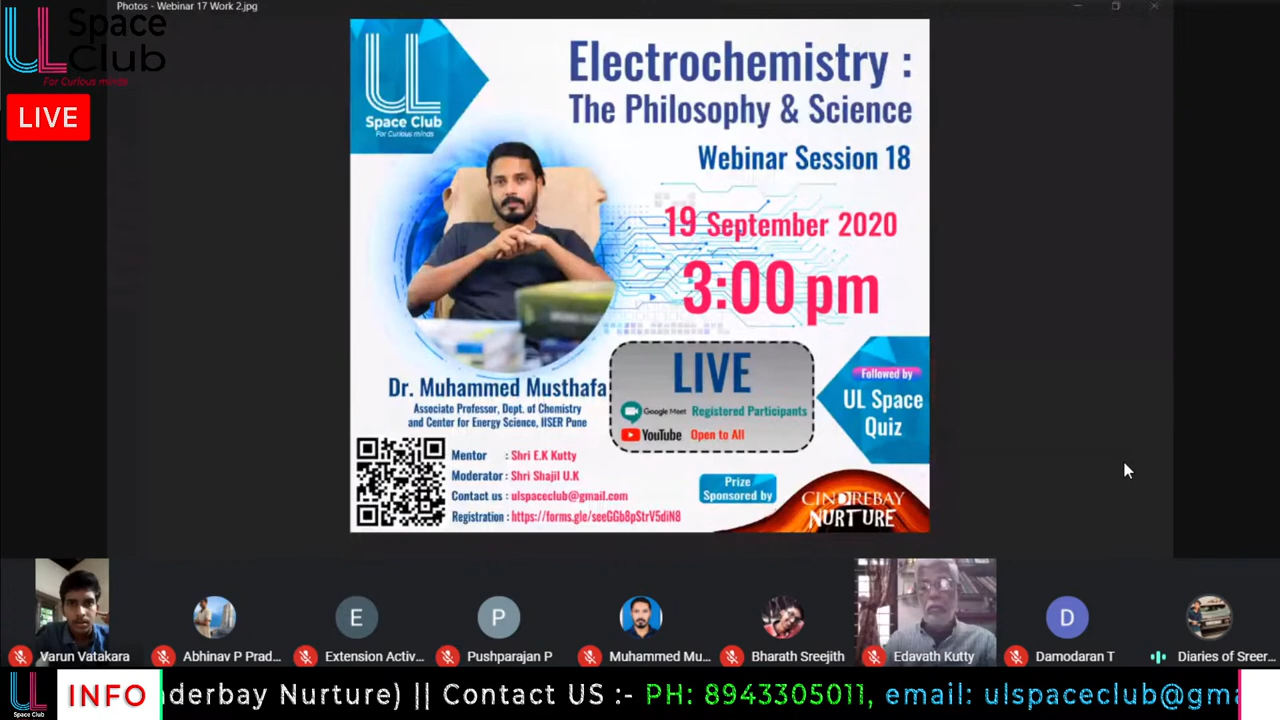 Photos - Webinar 17 Work 2.jpg
UL Space Club
For Curious minds
LIVE
UL
Space Club
For Curious minds
Electrochemistry :
The Philosophy & Science
Webinar Session 18
19 September 2020
3:00 pm
Dr. Muhammed Musthafa
Associate Professor, Dept. of Chemistry
and Center for Energy Science, IISER Pune
LIVE
Google Meet Registered Participants
YouTube Open to All
Followed by
UL Space
Quiz
Mentor : Shri E.K Kutty
Moderator : Shri Shajil U.K
Contact us : ulspaceclub@gmail.com
Registration : https://forms.gle/seeGGb8pStrV5diN8
Prize
Sponsored by
CINDREBAY
NURTURE
E
P
D
Varun Vatakara
Abhinav P Prad...
Extension Activ...
Pushparajan P
Muhammed Mu...
Bharath Sreejith
Edavath Kutty
Damodaran T
Diaries of Sreer...
UL
Space Club
INFO
nderbay Nurture) || Contact US :- PH: 8943305011, email: ulspaceclub@gma